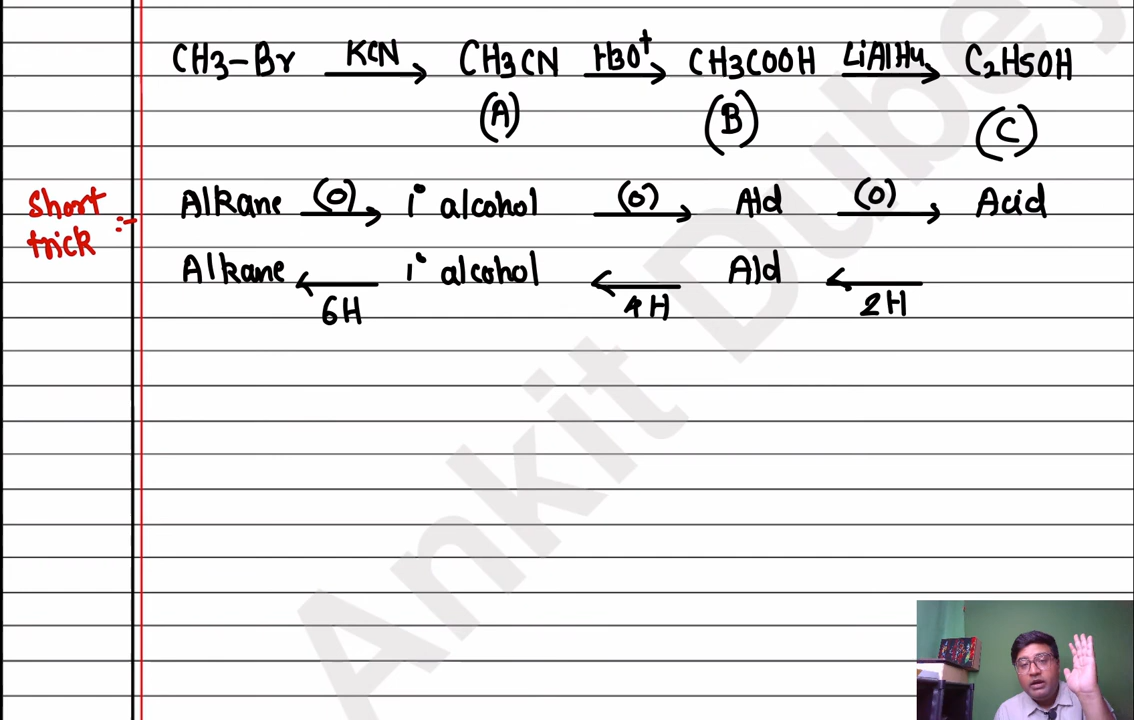 CH3-Br KCN CH3CN H3O+ CH3COOH LiAlH4 C2H5OH
(A) (B) (C)
Short trick :- Alkane (O) 1° alcohol (O) Ald (O) Acid
Alkane 6H 1° alcohol 4H Ald 2H
Ankit Dubey